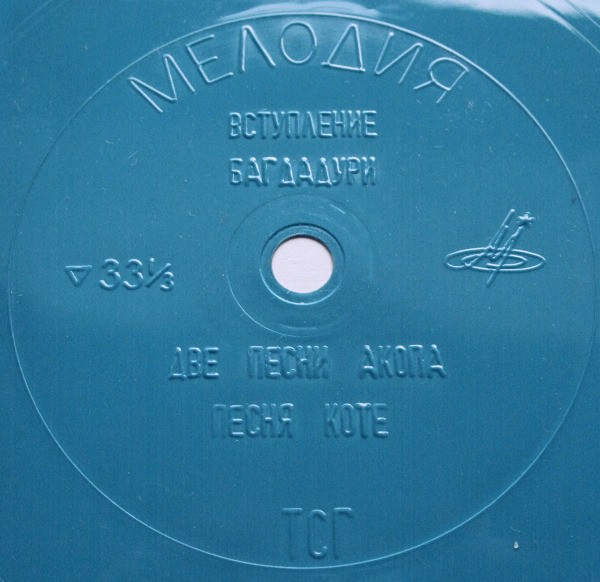 МЕЛОДИЯ
ВСТУПЛЕНИЕ
БАГДАДУРИ
▽ 33⅓
ДВЕ ПЕСНИ АКОПА
ПЕСНЯ КОТЕ
ТСГ